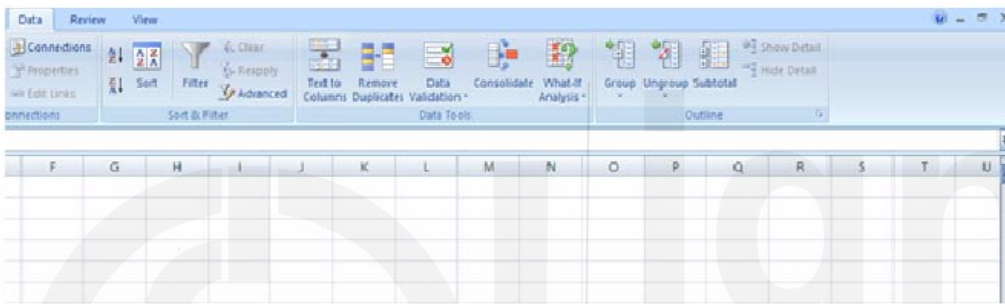 Data Review View
Connections
Properties
Edit Links
onnections
Sort
Filter
Clear
Reapply
Advanced
Sort & Filter
Text to Columns
Remove Duplicates
Data Validation
Consolidate
What-If Analysis
Data Tools
Group
Ungroup
Subtotal
Show Detail
Hide Detail
Outline
F G H I J K L M N O P Q R S T U